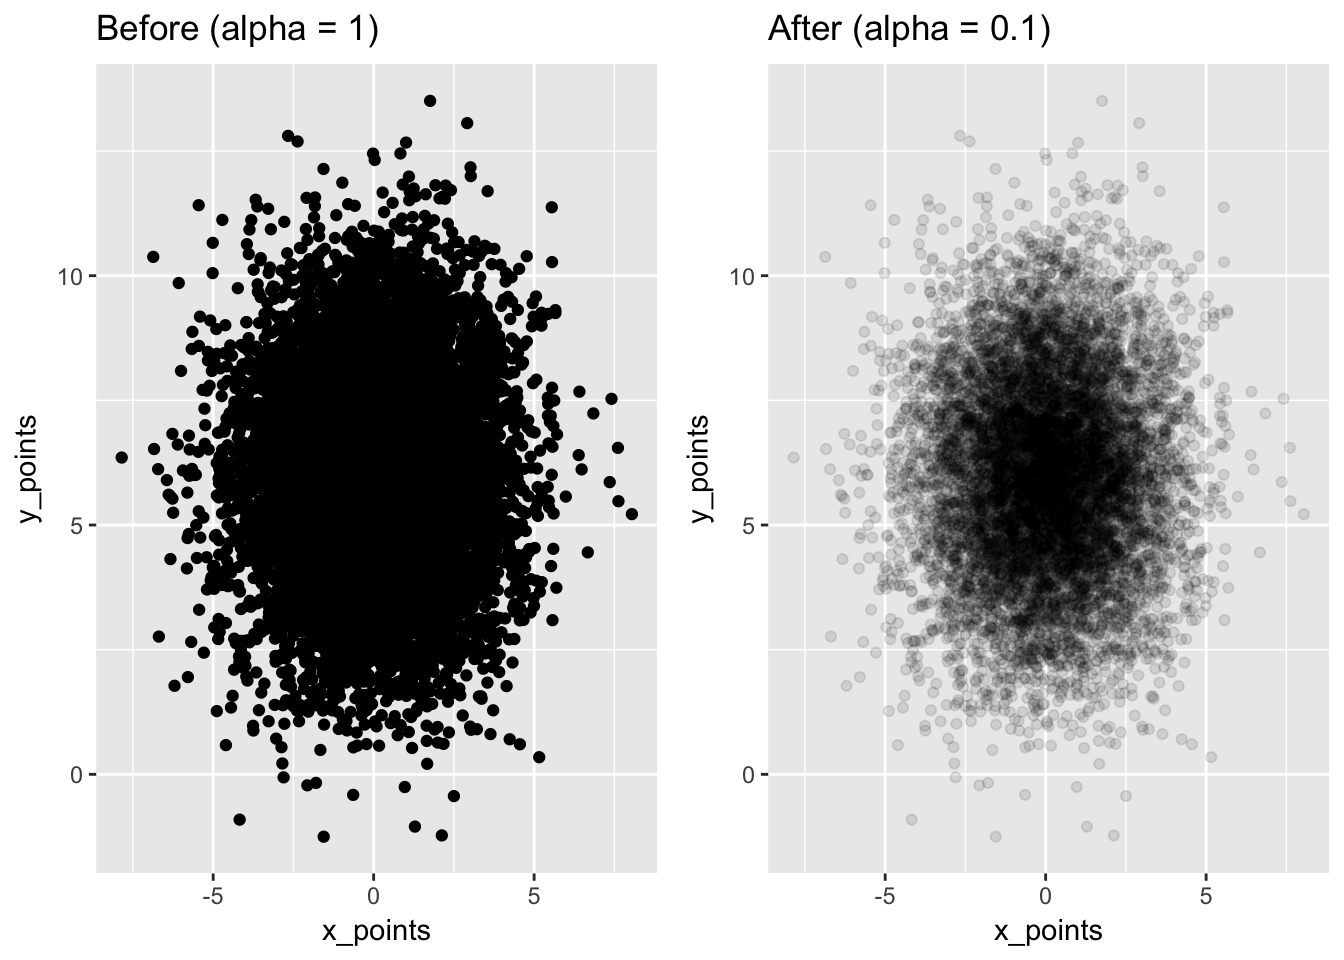 Before (alpha = 1)
10
5
0
-5
0
5
x_points
y_points
After (alpha = 0.1)
10
5
0
-5
0
5
x_points
y_points